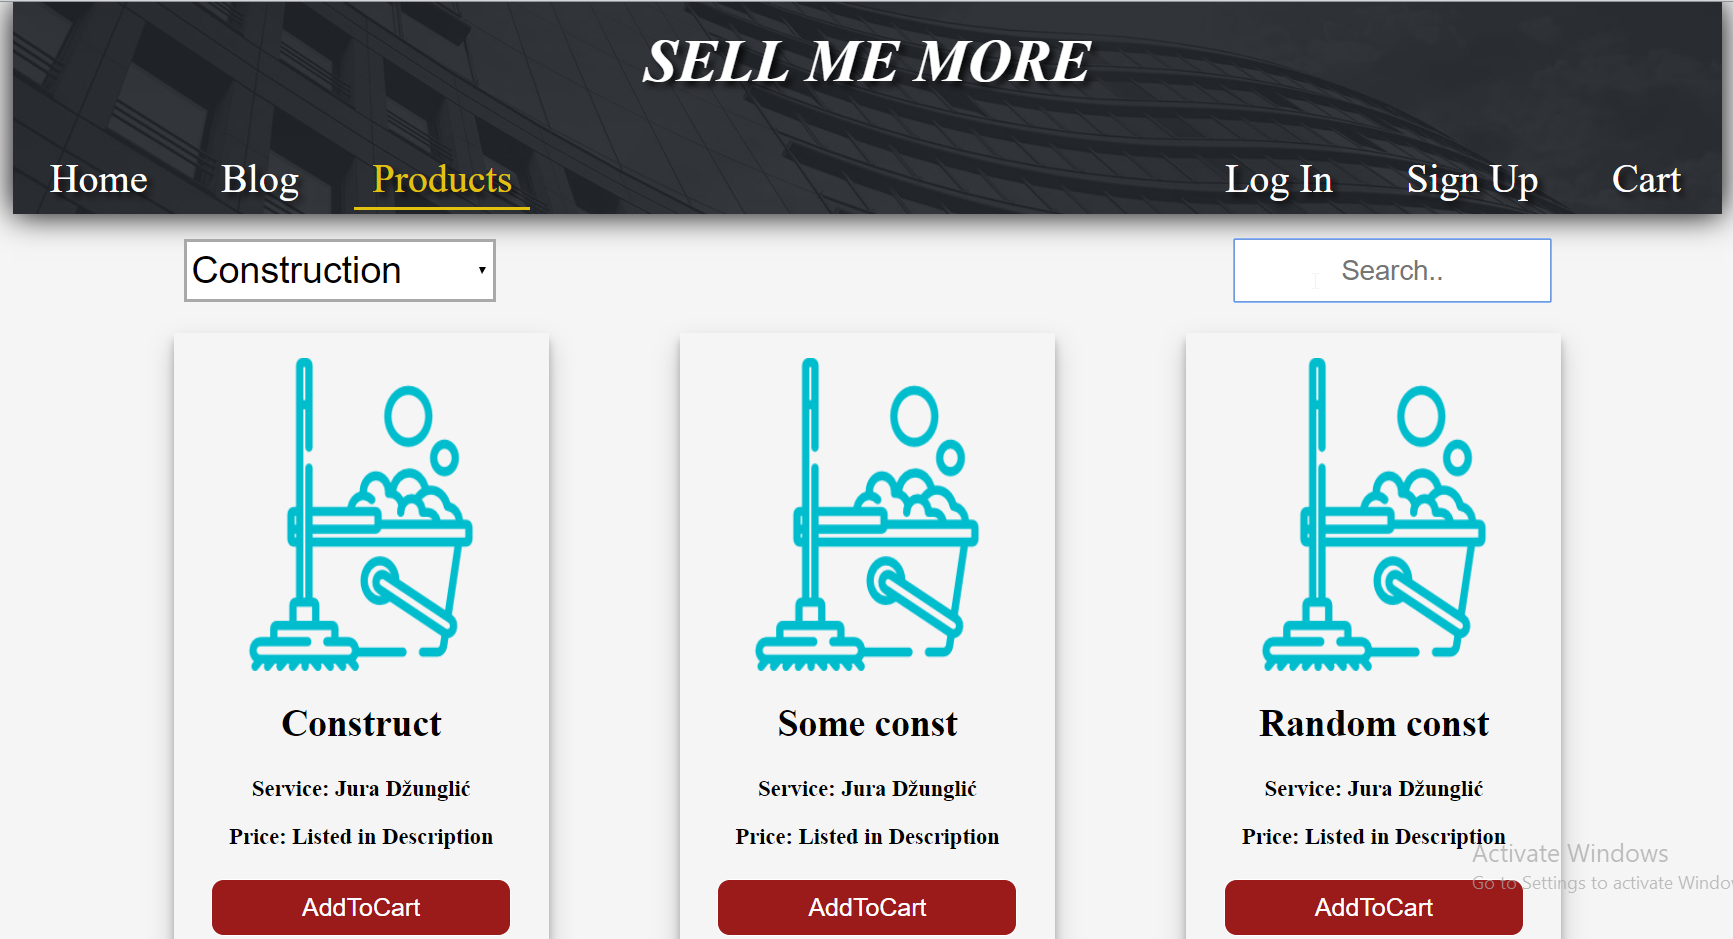 SELL ME MORE
Home Blog Products Log In Sign Up Cart
Construction Search..
Construct Some const Random const
Service: Jura Džunglić Service: Jura Džunglić Service: Jura Džunglić
Price: Listed in Description Price: Listed in Description Price: Listed in Description
Activate Windows
Go to Settings to activate Windo
AddToCart AddToCart AddToCart